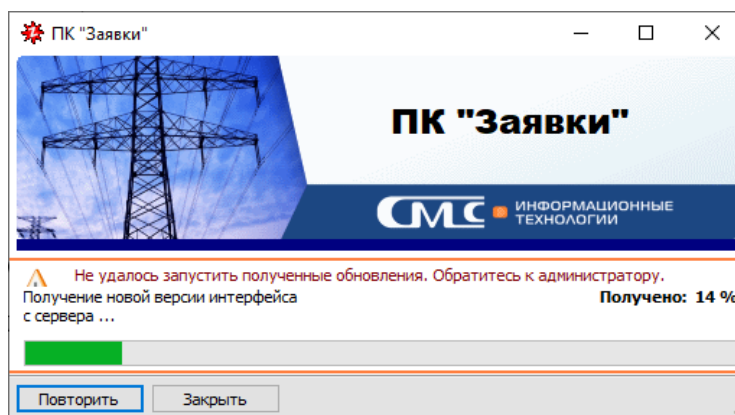 ПК "Заявки"
ПК "Заявки"
СМС ИНФОРМАЦИОННЫЕ
ТЕХНОЛОГИИ
Не удалось запустить полученные обновления. Обратитесь к администратору.
Получение новой версии интерфейса
с сервера ...
Получено: 14 %
Повторить
Закрыть